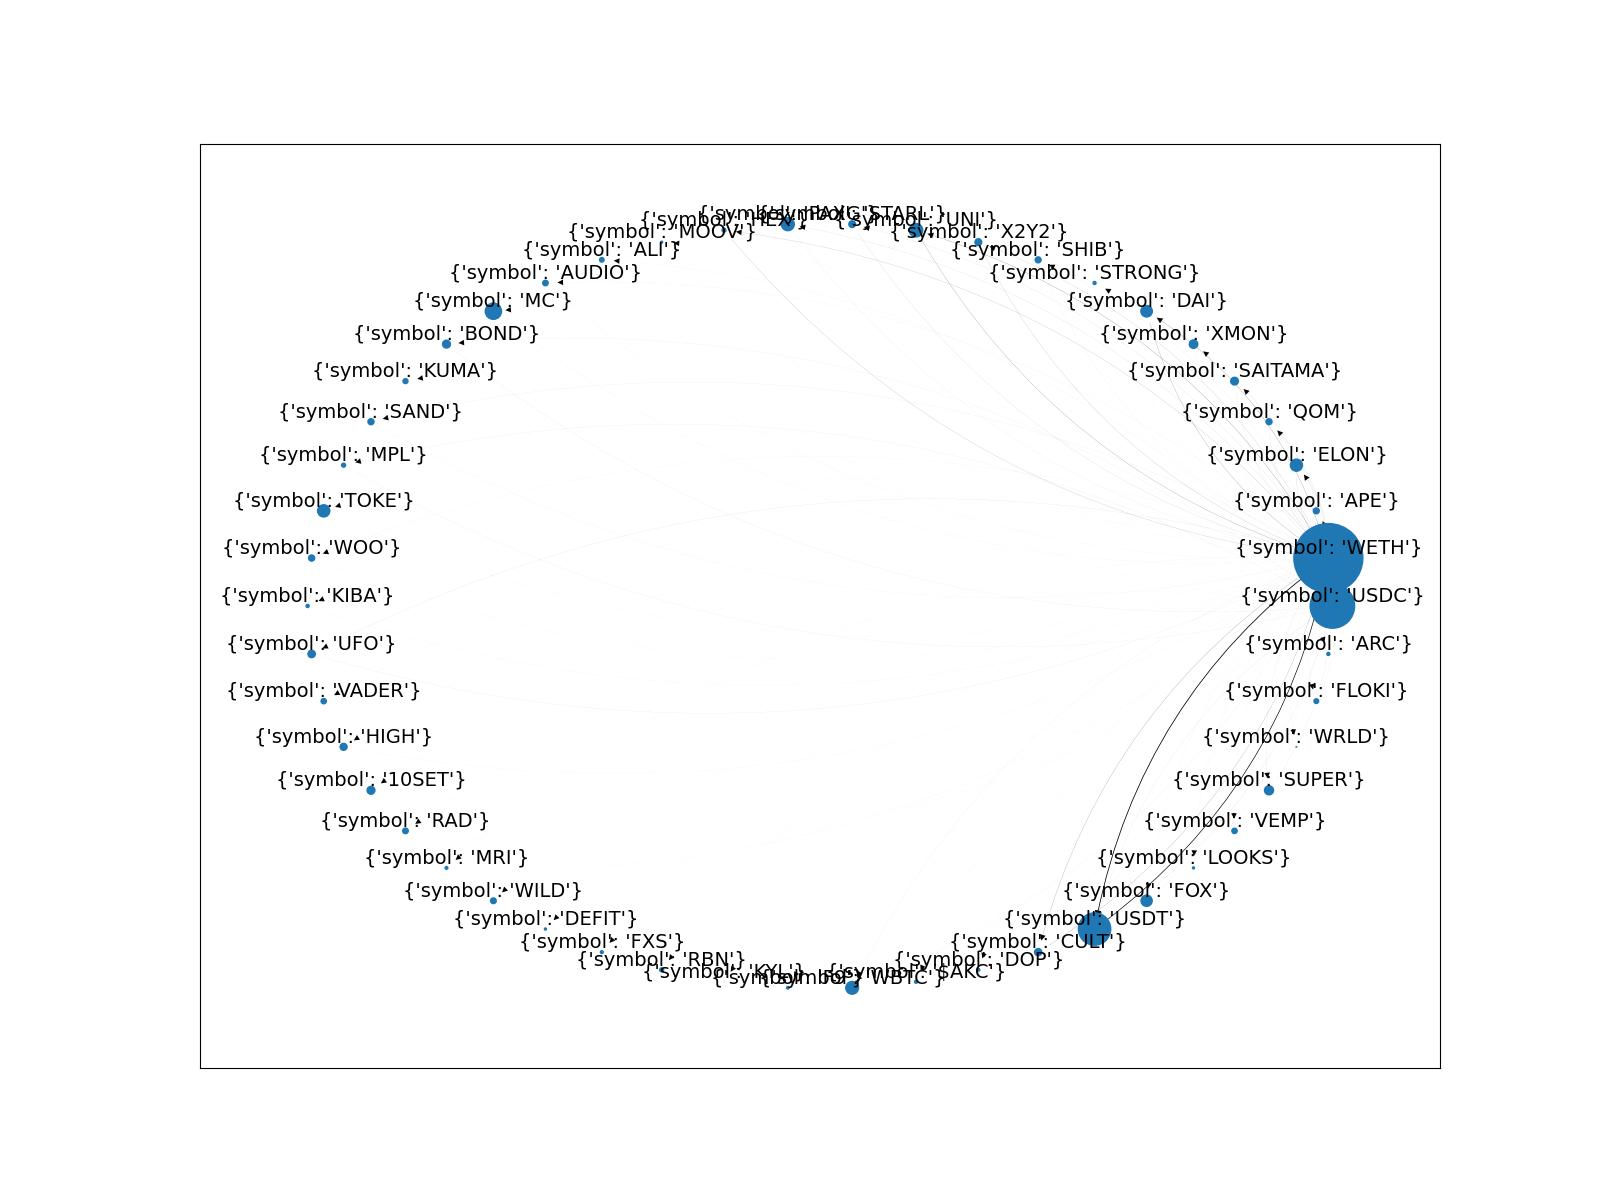 {'symbol': 'PAXG'}
{'symbol': 'STARL'}
{'symbol': 'HEX'}
{'symbol': 'UNI'}
{'symbol': 'MOOV'}
{'symbol': 'X2Y2'}
{'symbol': 'ALI'}
{'symbol': 'SHIB'}
{'symbol': 'AUDIO'}
{'symbol': 'STRONG'}
{'symbol': 'MC'}
{'symbol': 'DAI'}
{'symbol': 'BOND'}
{'symbol': 'XMON'}
{'symbol': 'KUMA'}
{'symbol': 'SAITAMA'}
{'symbol': 'SAND'}
{'symbol': 'QOM'}
{'symbol': 'MPL'}
{'symbol': 'ELON'}
{'symbol': 'TOKE'}
{'symbol': 'APE'}
{'symbol': 'WOO'}
{'symbol': 'WETH'}
{'symbol': 'KIBA'}
{'symbol': 'USDC'}
{'symbol': 'UFO'}
{'symbol': 'ARC'}
{'symbol': 'VADER'}
{'symbol': 'FLOKI'}
{'symbol': 'HIGH'}
{'symbol': 'WRLD'}
{'symbol': '10SET'}
{'symbol': 'SUPER'}
{'symbol': 'RAD'}
{'symbol': 'VEMP'}
{'symbol': 'MRI'}
{'symbol': 'LOOKS'}
{'symbol': 'WILD'}
{'symbol': 'FOX'}
{'symbol': 'DEFIT'}
{'symbol': 'USDT'}
{'symbol': 'FXS'}
{'symbol': 'CULT'}
{'symbol': 'RBN'}
{'symbol': 'DOP'}
{'symbol': 'KYL'}
{'symbol': 'SAKC'}
{'symbol': 'WBTC'}